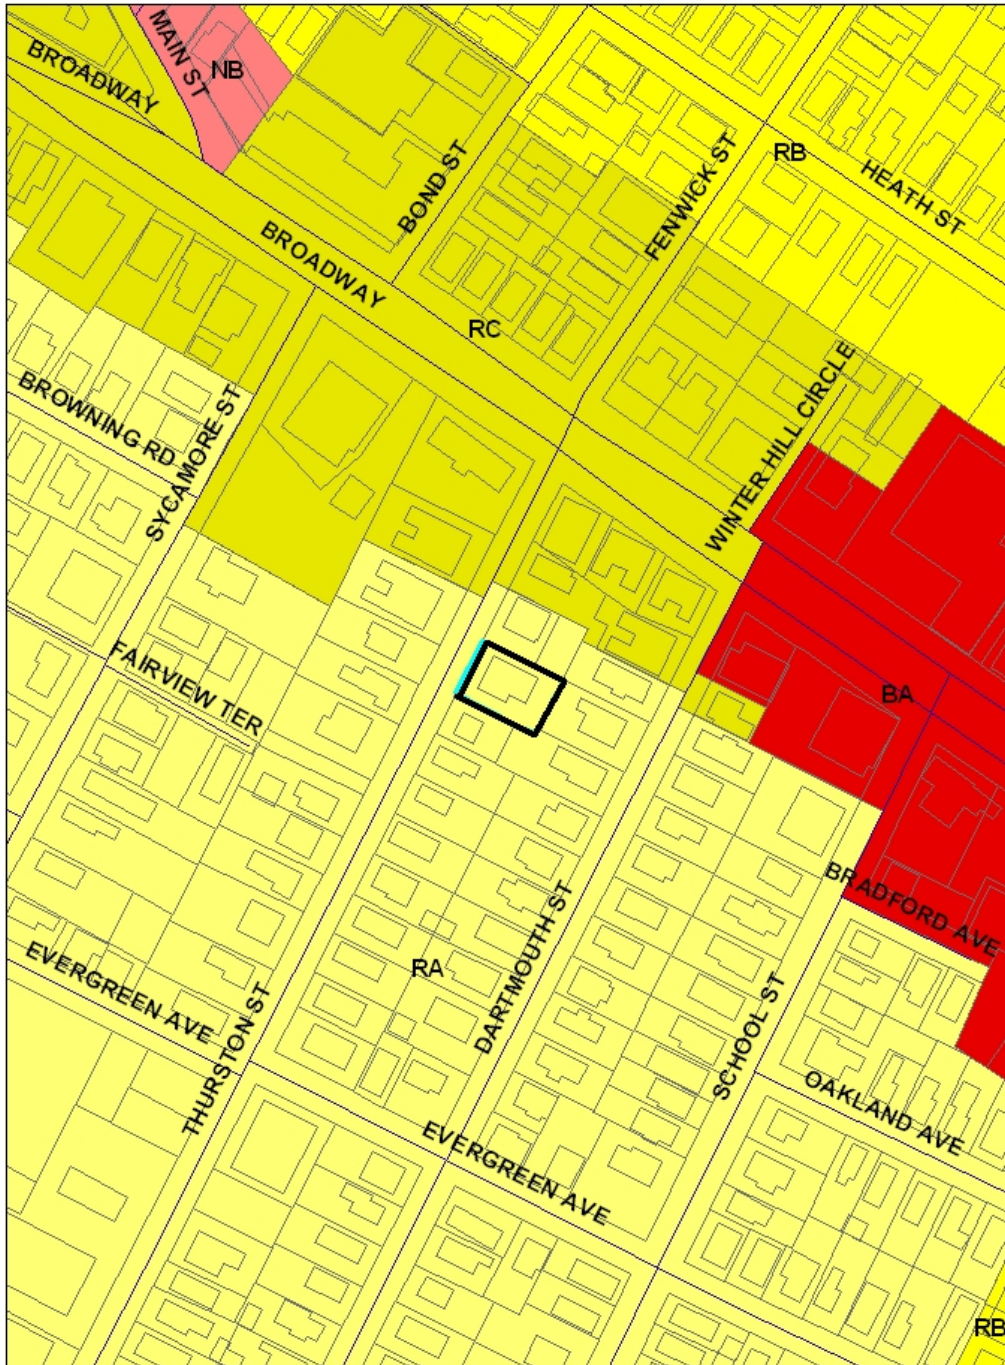 MAIN ST
BROADWAY
NB
BOND ST
FENWICK ST
RB
HEATH ST
BROADWAY
RC
WINTER HILL CIRCLE
BROWNING RD
SYCAMORE ST
FAIRVIEW TER
BA
BRADFORD AVE
DARTMOUTH ST
RA
EVERGREEN AVE
THURSTON ST
SCHOOL ST
OAKLAND AVE
EVERGREEN AVE
RB